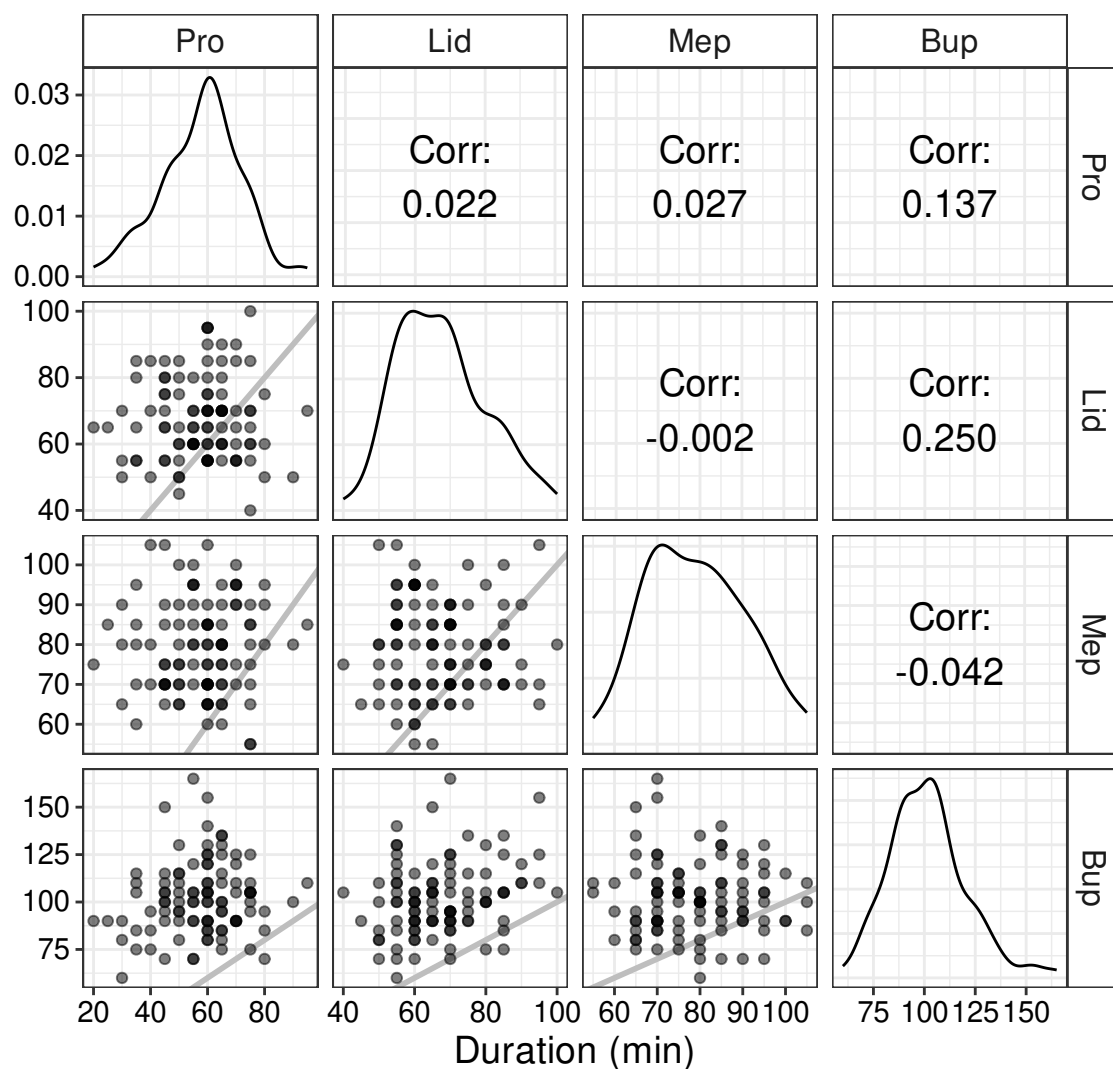 Pro Lid Mep Bup
0.03
0.02
0.01
0.00
Corr:
0.022
Corr:
0.027
Corr:
0.137
Pro
100
80
60
40
Corr:
-0.002
Corr:
0.250
Lid
100
90
80
70
60
Corr:
-0.042
Mep
150
125
100
75
Bup
20 40 60 80 40 60 80 100 60 70 80 90 100 75 100 125 150
Duration (min)